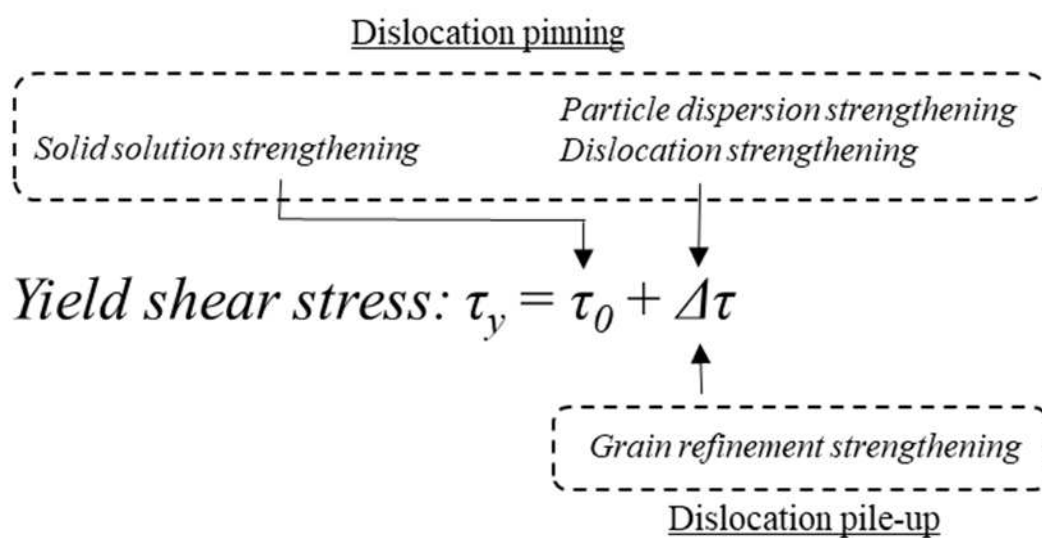 Dislocation pinning
Particle dispersion strengthening
Solid solution strengthening
Dislocation strengthening
Yield shear stress: τy = τ0 + Δτ
Grain refinement strengthening
Dislocation pile-up